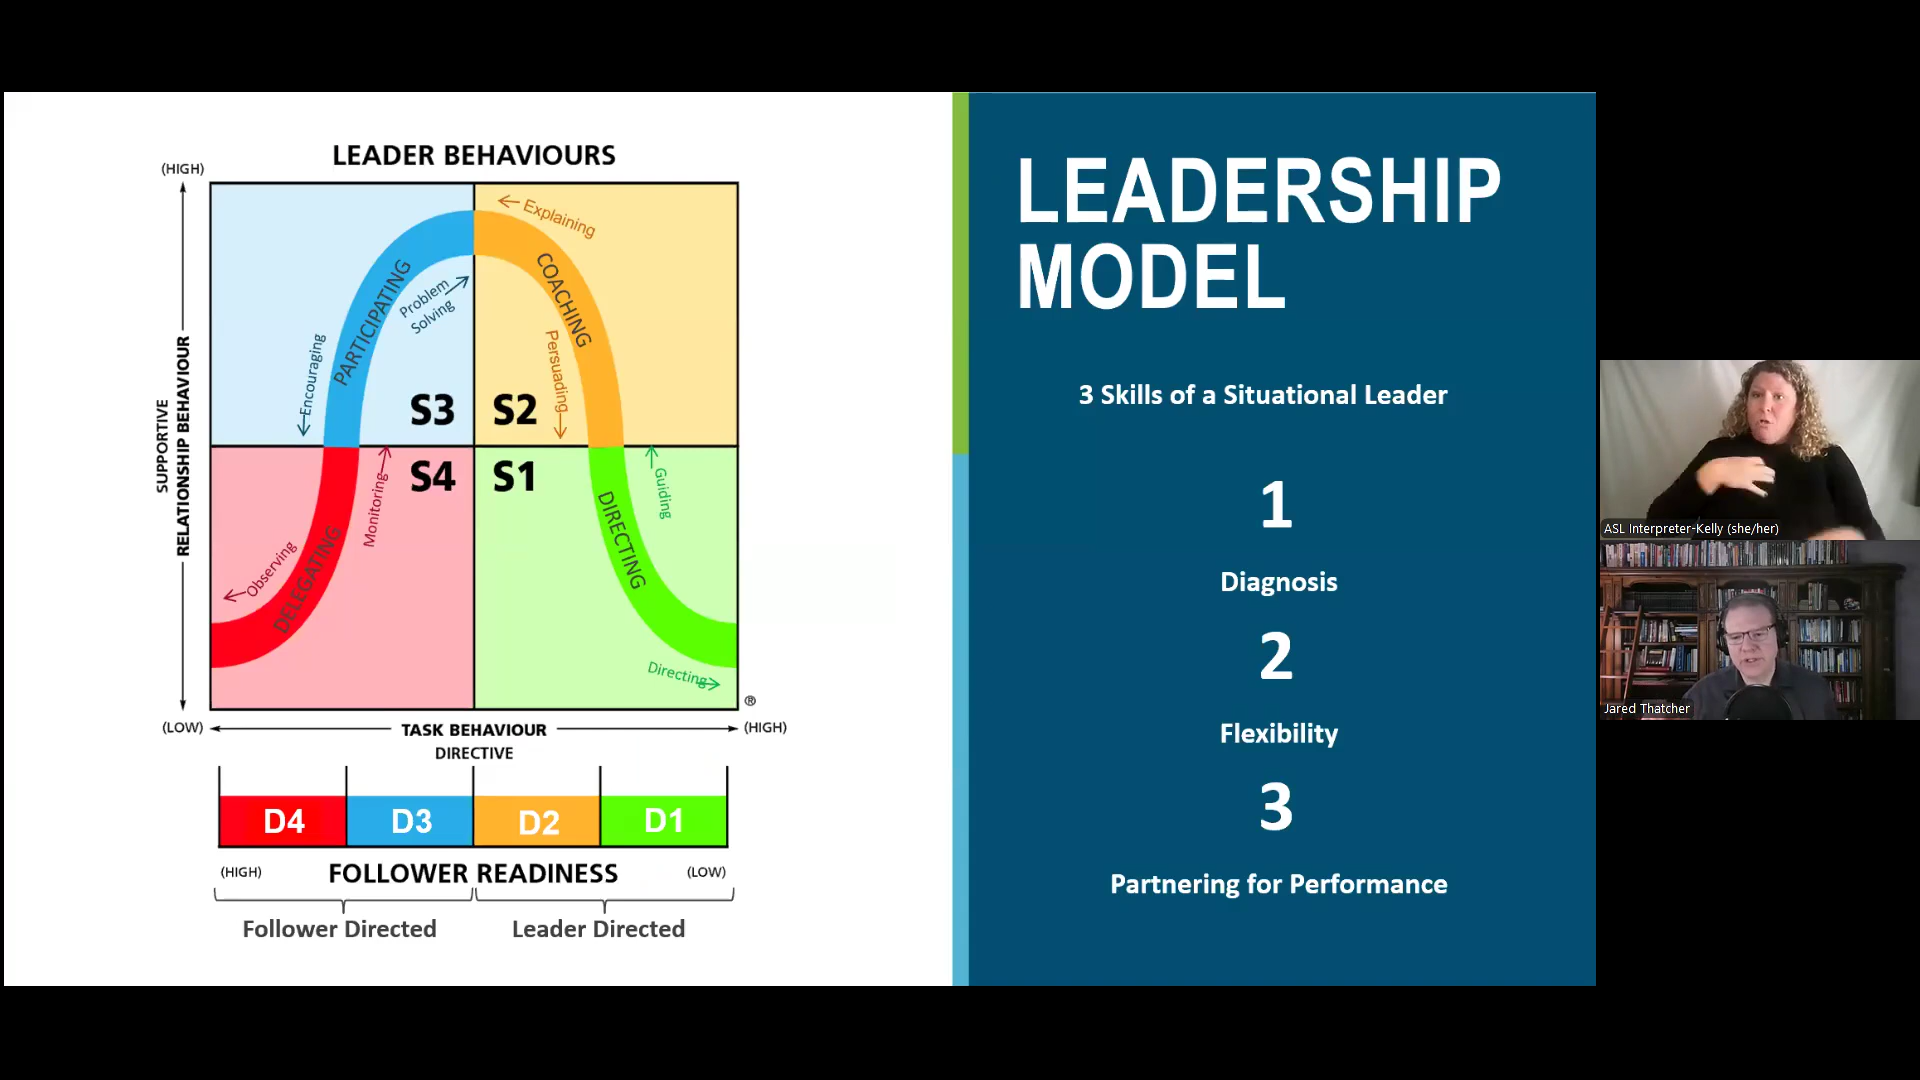 LEADER BEHAVIOURS
(HIGH)
SUPPORTIVE
RELATIONSHIP BEHAVIOUR
(LOW)
Explaining
COACHING
Persuading
PARTICIPATING
Problem
Solving
Encouraging
S3
S2
S4
S1
Monitoring
Observing
DELEGATING
Guiding
DIRECTING
Directing
®
TASK BEHAVIOUR
(HIGH)
DIRECTIVE
D4
D3
D2
D1
(HIGH)
FOLLOWER READINESS
(LOW)
Follower Directed
Leader Directed
LEADERSHIP
MODEL
3 Skills of a Situational Leader
1
Diagnosis
2
Flexibility
3
Partnering for Performance
ASL Interpreter-Kelly (she/her)
Jared Thatcher